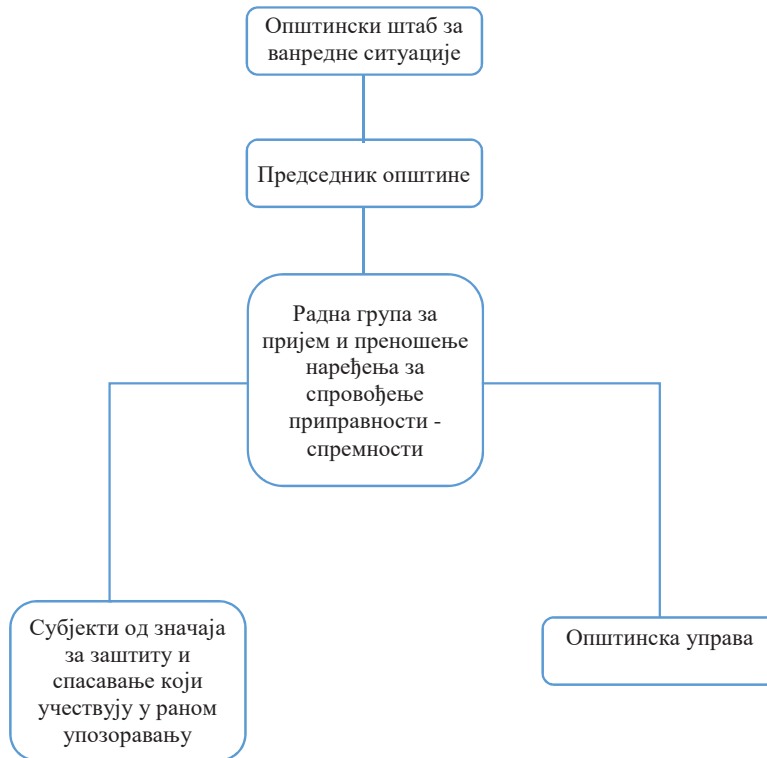 Општински штаб за
ванредне ситуације
Председник општине
Радна група за
пријем и преношење
наређења за
спровођење
приправности -
спремности
Субјекти од значаја
за заштиту и
спасавање који
учествују у раном
упозоравању
Општинска управа